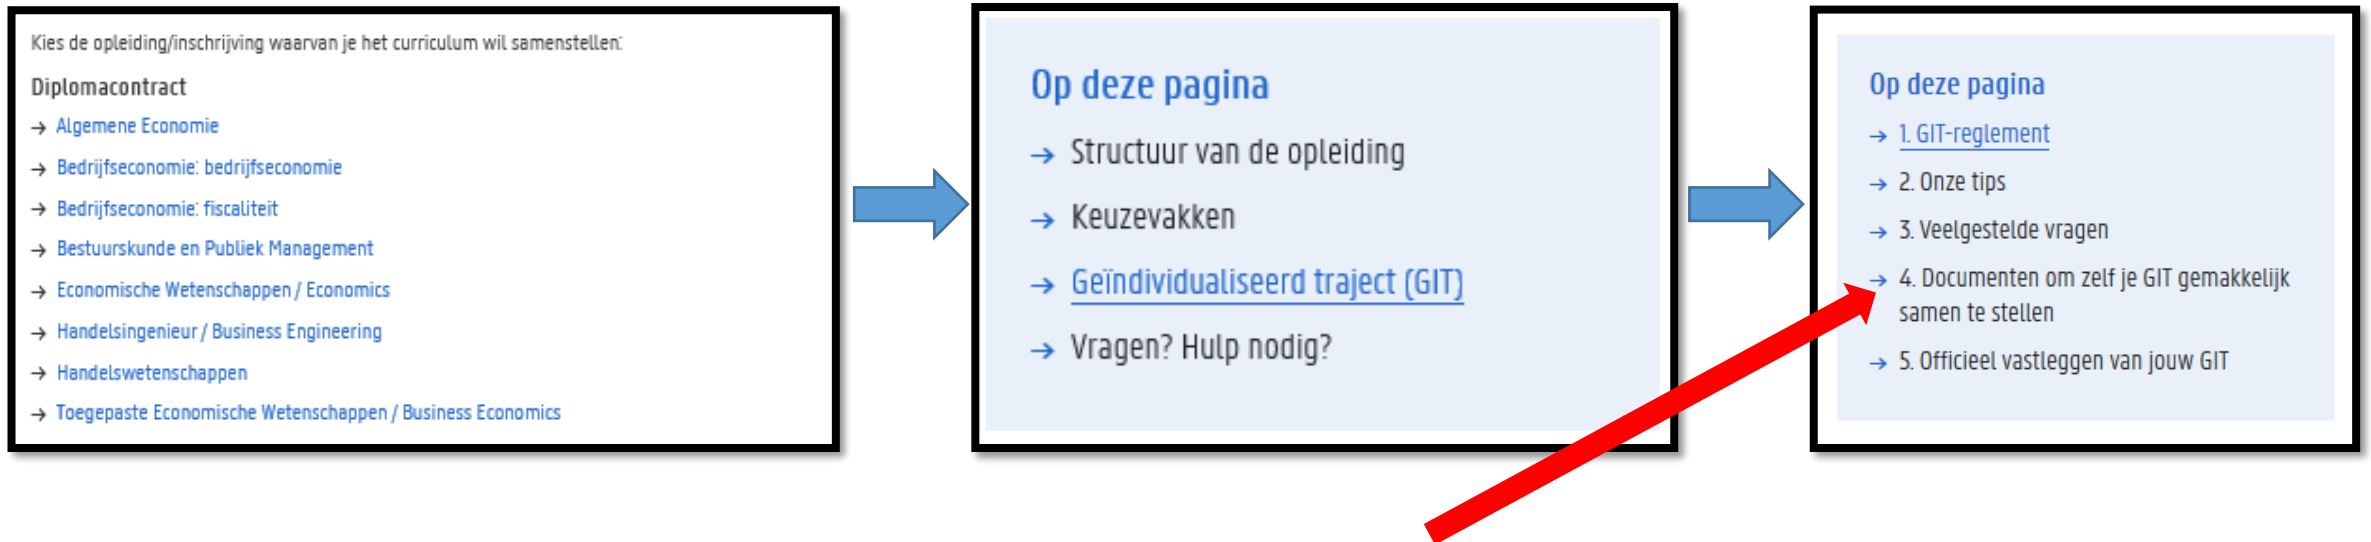 Kies de opleiding/inschrijving waarvan je het curriculum wil samenstellen:
Diplomacontract
→ Algemene Economie
→ Bedrijfseconomie: bedrijfseconomie
→ Bedrijfseconomie: fiscaliteit
→ Bestuurskunde en Publiek Management
→ Economische Wetenschappen / Economics
→ Handelsingenieur / Business Engineering
→ Handelswetenschappen
→ Toegepaste Economische Wetenschappen / Business Economics
Op deze pagina
→ Structuur van de opleiding
→ Keuzevakken
→ Geïndividualiseerd traject (GIT)
→ Vragen? Hulp nodig?
Op deze pagina
→ 1. GIT-reglement
→ 2. Onze tips
→ 3. Veelgestelde vragen
→ 4. Documenten om zelf je GIT gemakkelijk
samen te stellen
→ 5. Officieel vastleggen van jouw GIT